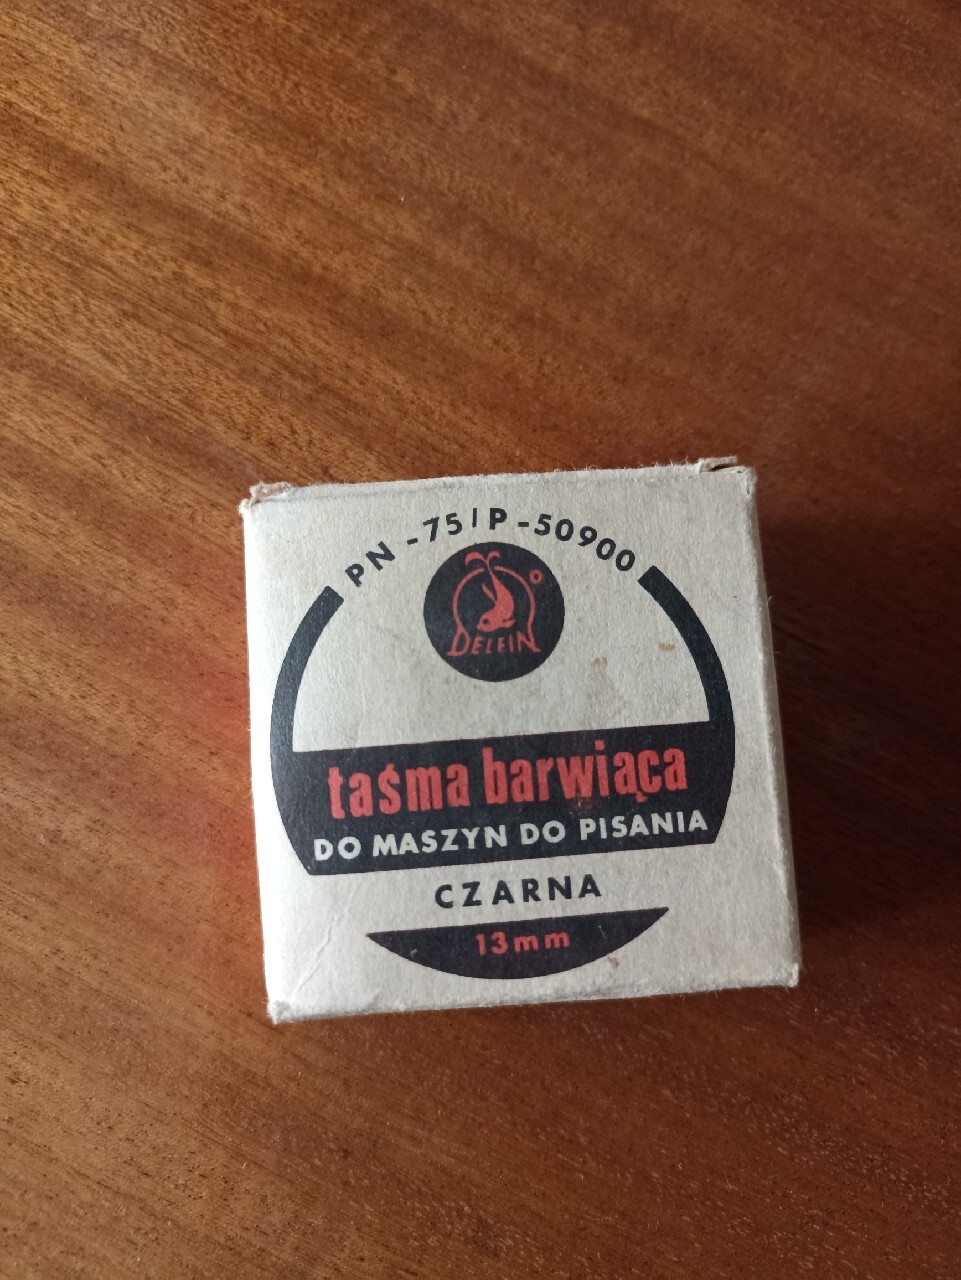 PN-75/P-50900
DELFIN
taśma barwiąca
DO MASZYN DO PISANIA
CZARNA
13mm